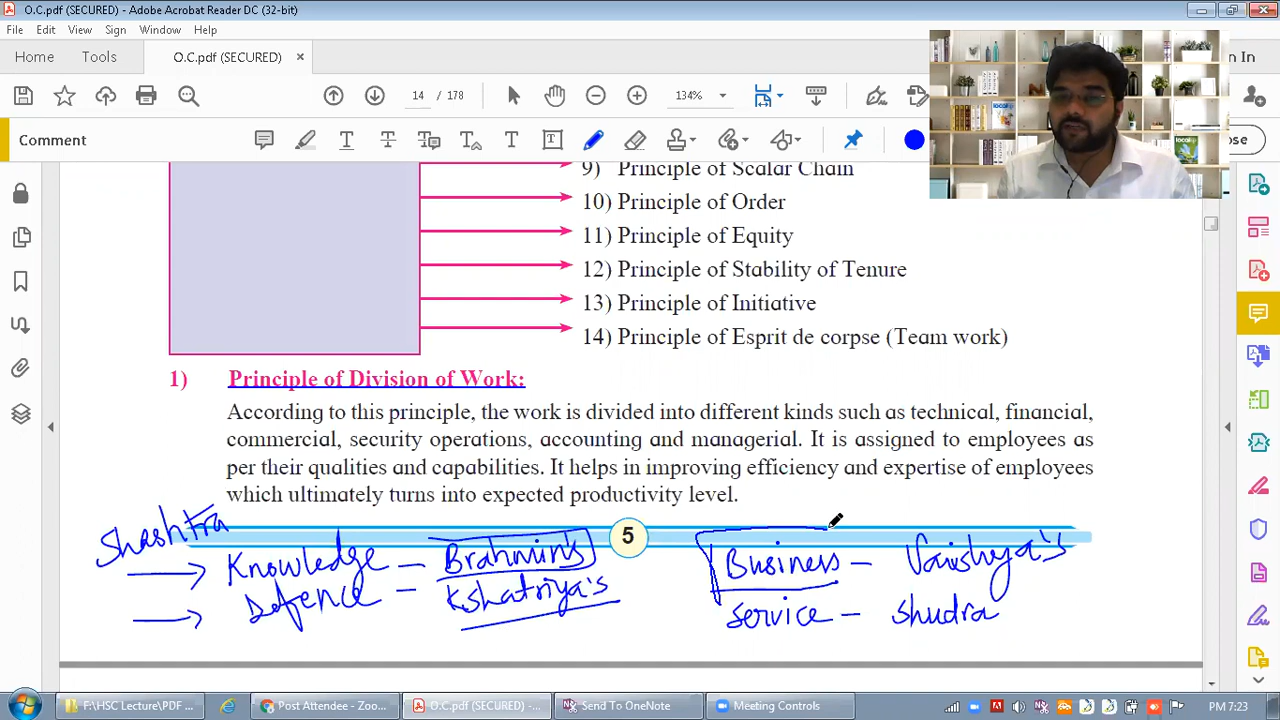 O.C.pdf (SECURED) - Adobe Acrobat Reader DC (32-bit)
File Edit View Sign Window Help
Home Tools O.C.pdf (SECURED) × In
14 / 178 134%
Comment ose
9) Principle of Scalar Chain
10) Principle of Order
11) Principle of Equity
12) Principle of Stability of Tenure
13) Principle of Initiative
14) Principle of Esprit de corpse (Team work)
1) Principle of Division of Work:
According to this principle, the work is divided into different kinds such as technical, financial,
commercial, security operations, accounting and managerial. It is assigned to employees as
per their qualities and capabilities. It helps in improving efficiency and expertise of employees
which ultimately turns into expected productivity level.
5
Shashtra
Knowledge - Brahmin's
Defence - Kshatriya's
Business - Vaishya's
service - shudra
F:\HSC Lecture\PDF ... Post Attendee - Zoo... O.C.pdf (SECURED) - ... Send To OneNote Meeting Controls PM 7:23